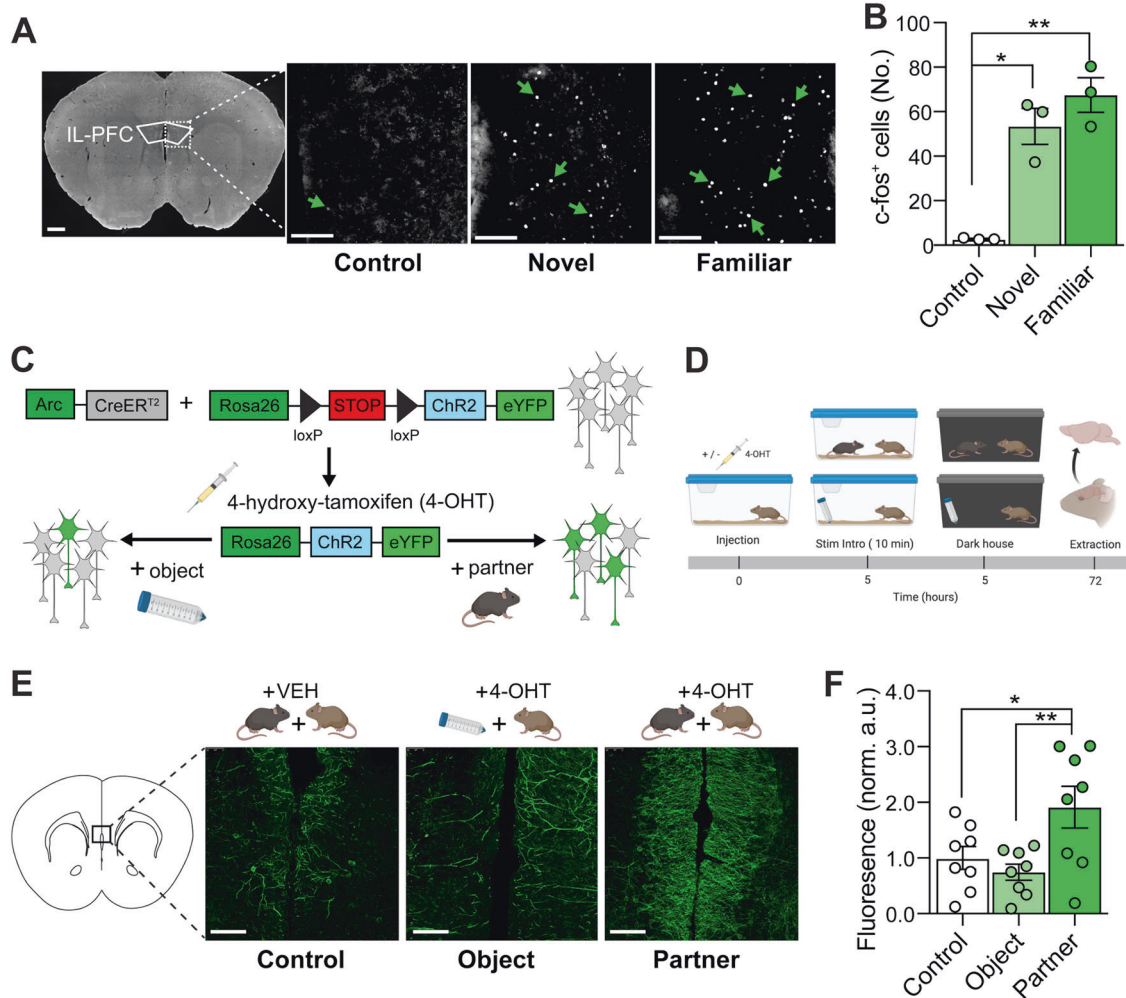 A
IL-PFC
Control
Novel
Familiar
B
c-fos⁺ cells (No.)
100
80
60
40
20
0
*
**
Control
Novel
Familiar
C
Arc
CreERᵀ²
+
Rosa26
STOP
ChR2
eYFP
loxP
loxP
4-hydroxy-tamoxifen (4-OHT)
Rosa26
ChR2
eYFP
+ object
+ partner
D
+ / -
4-OHT
Injection
Stim Intro ( 10 min)
Dark house
Extraction
0
5
5
72
Time (hours)
E
+VEH
+
+4-OHT
+
+4-OHT
+
Control
Object
Partner
F
Fluoresence (norm. a.u.)
4.0
3.0
2.0
1.0
0.0
*
**
Control
Object
Partner